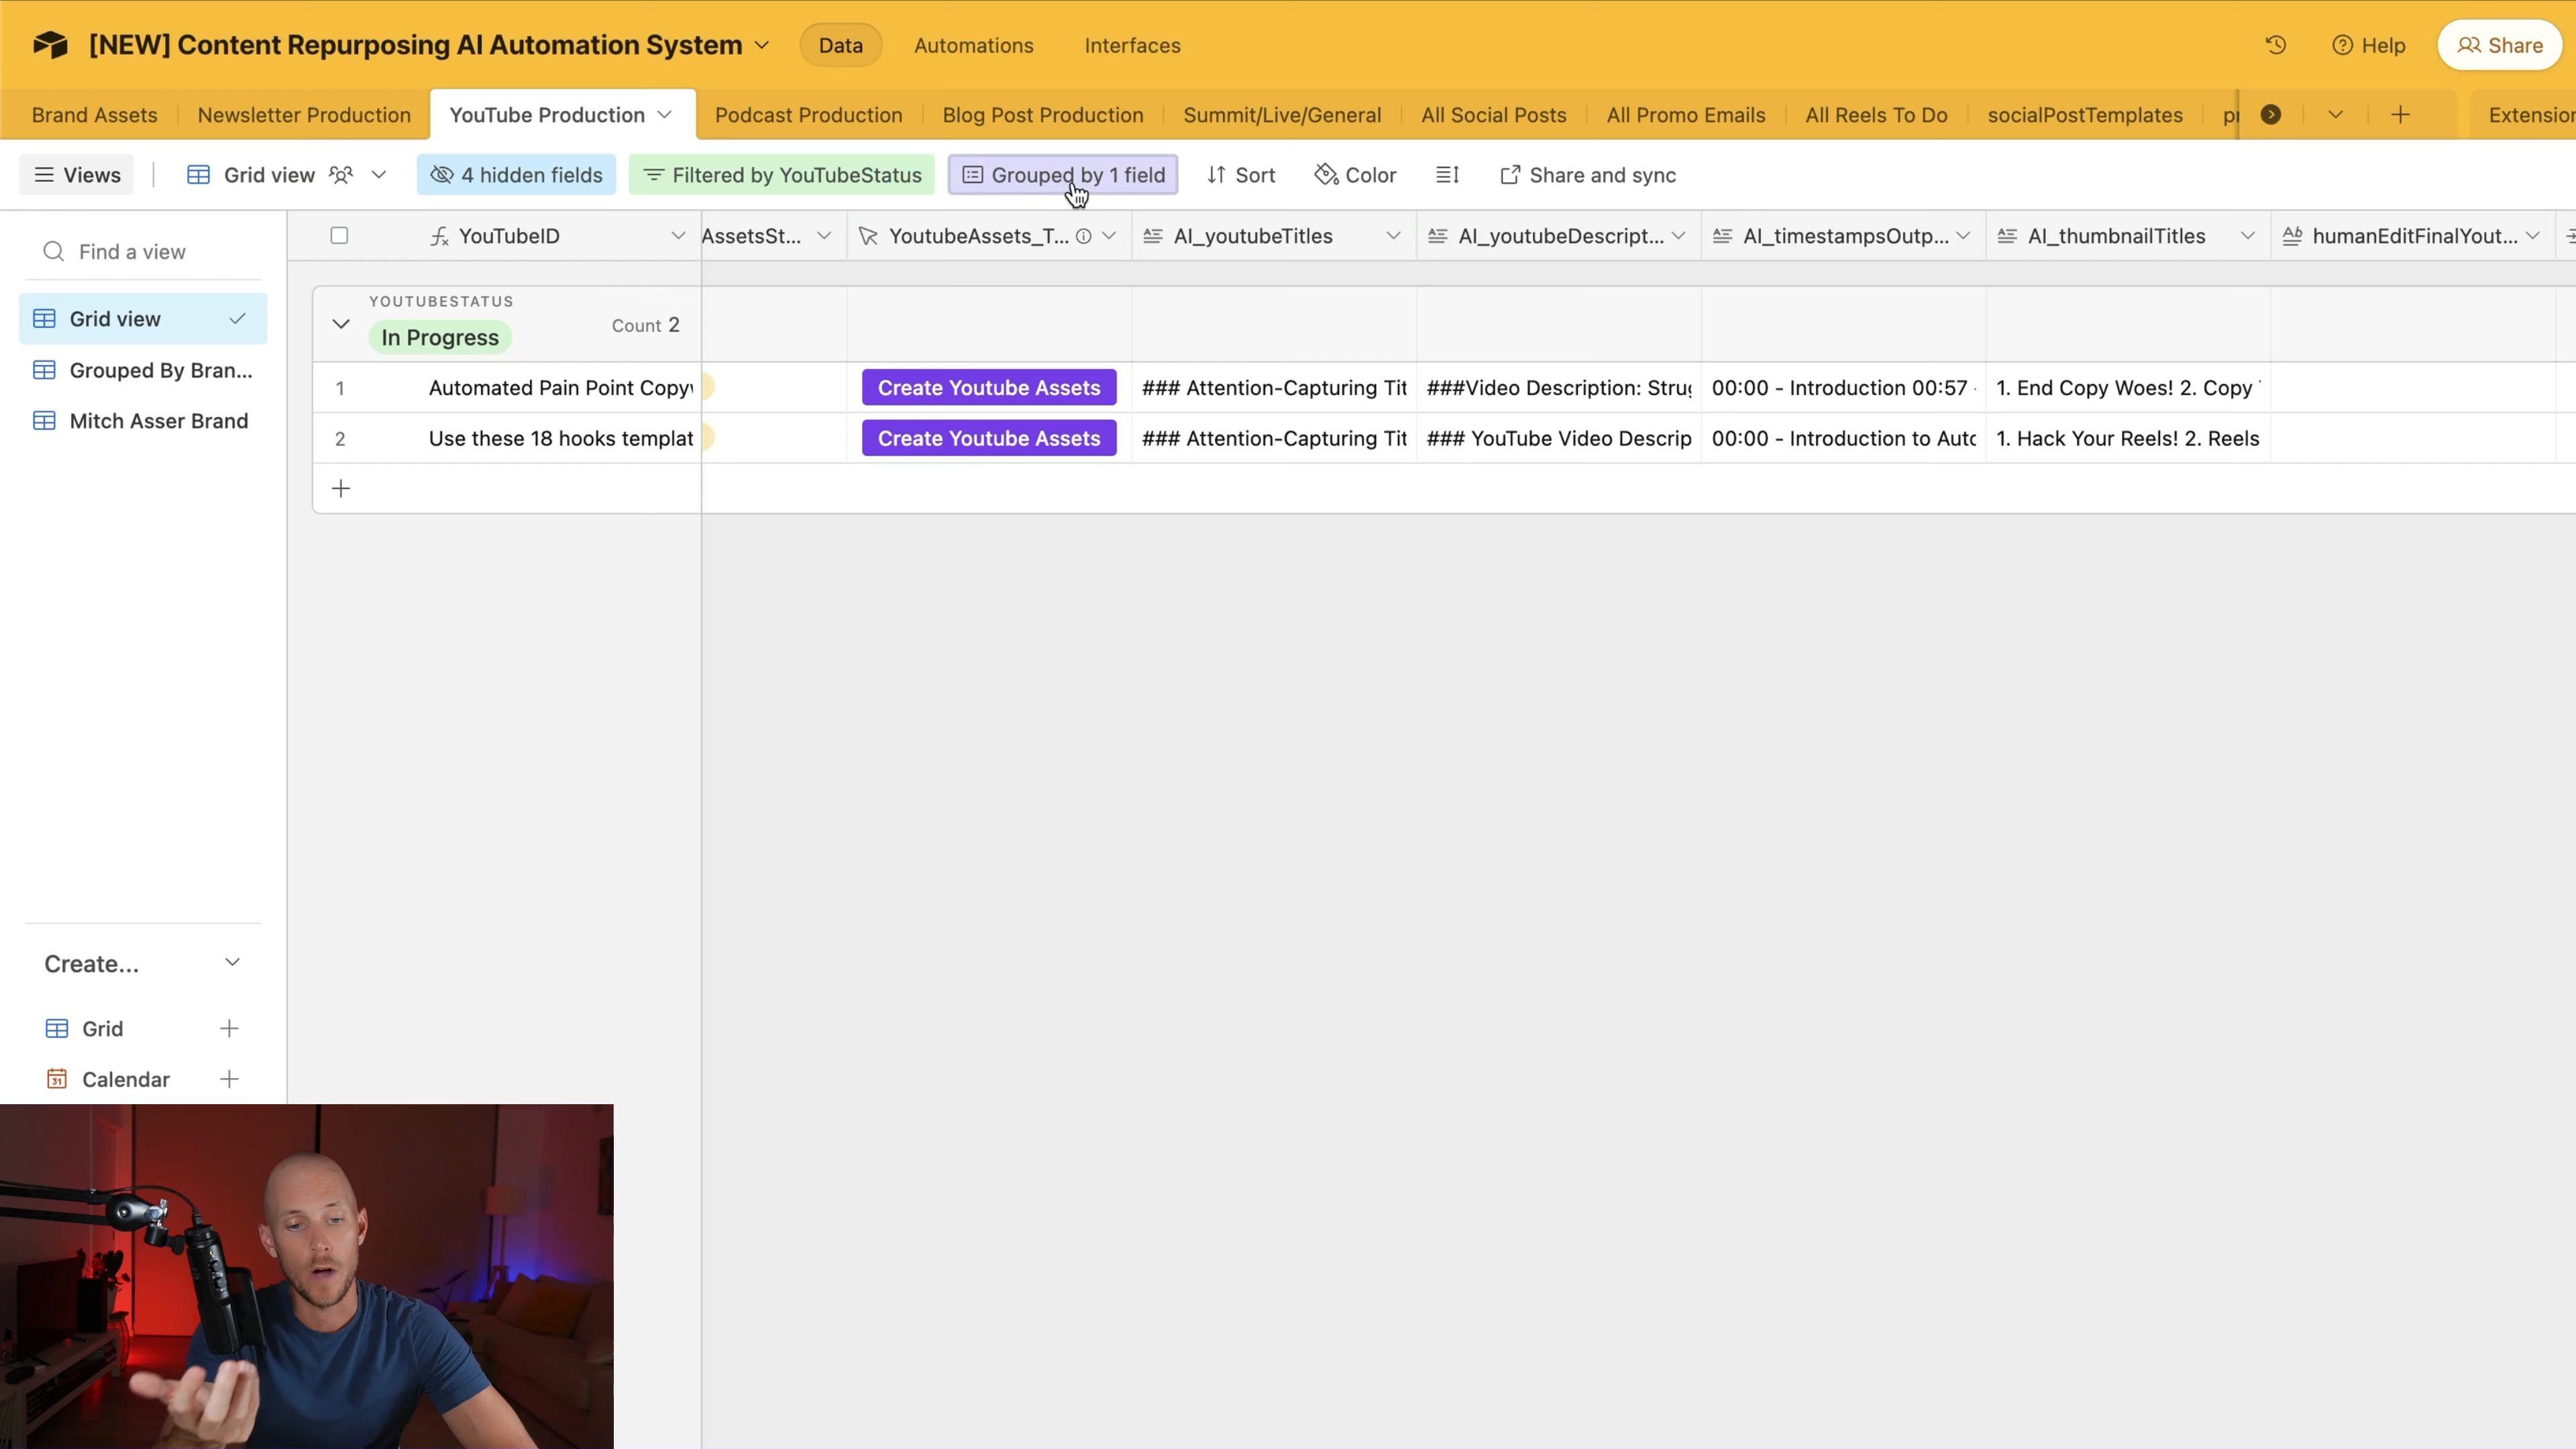 [NEW] Content Repurposing AI Automation System
Data
Automations
Interfaces
Help
Share
Brand Assets
Newsletter Production
YouTube Production
Podcast Production
Blog Post Production
Summit/Live/General
All Social Posts
All Promo Emails
All Reels To Do
socialPostTemplates
Extension
Views
Grid view
4 hidden fields
Filtered by YouTubeStatus
Grouped by 1 field
Sort
Color
Share and sync
Find a view
Grid view
Grouped By Bran...
Mitch Asser Brand
YouTubeID
AssetsSt...
YoutubeAssets_T...
AI_youtubeTitles
AI_youtubeDescript...
AI_timestampsOutp...
AI_thumbnailTitles
humanEditFinalYout...
YOUTUBESTATUS
In Progress
Count 2
1 Automated Pain Point Copyw Create Youtube Assets ### Attention-Capturing Tit ###Video Description: Strug 00:00 - Introduction 00:57 1. End Copy Woes! 2. Copy
2 Use these 18 hooks templat Create Youtube Assets ### Attention-Capturing Tit ### YouTube Video Descrip 00:00 - Introduction to Auto 1. Hack Your Reels! 2. Reels
Create...
Grid
31 Calendar